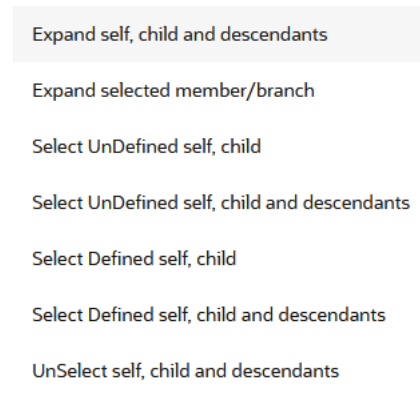 Expand self, child and descendants
Expand selected member/branch
Select UnDefined self, child
Select UnDefined self, child and descendants
Select Defined self, child
Select Defined self, child and descendants
UnSelect self, child and descendants